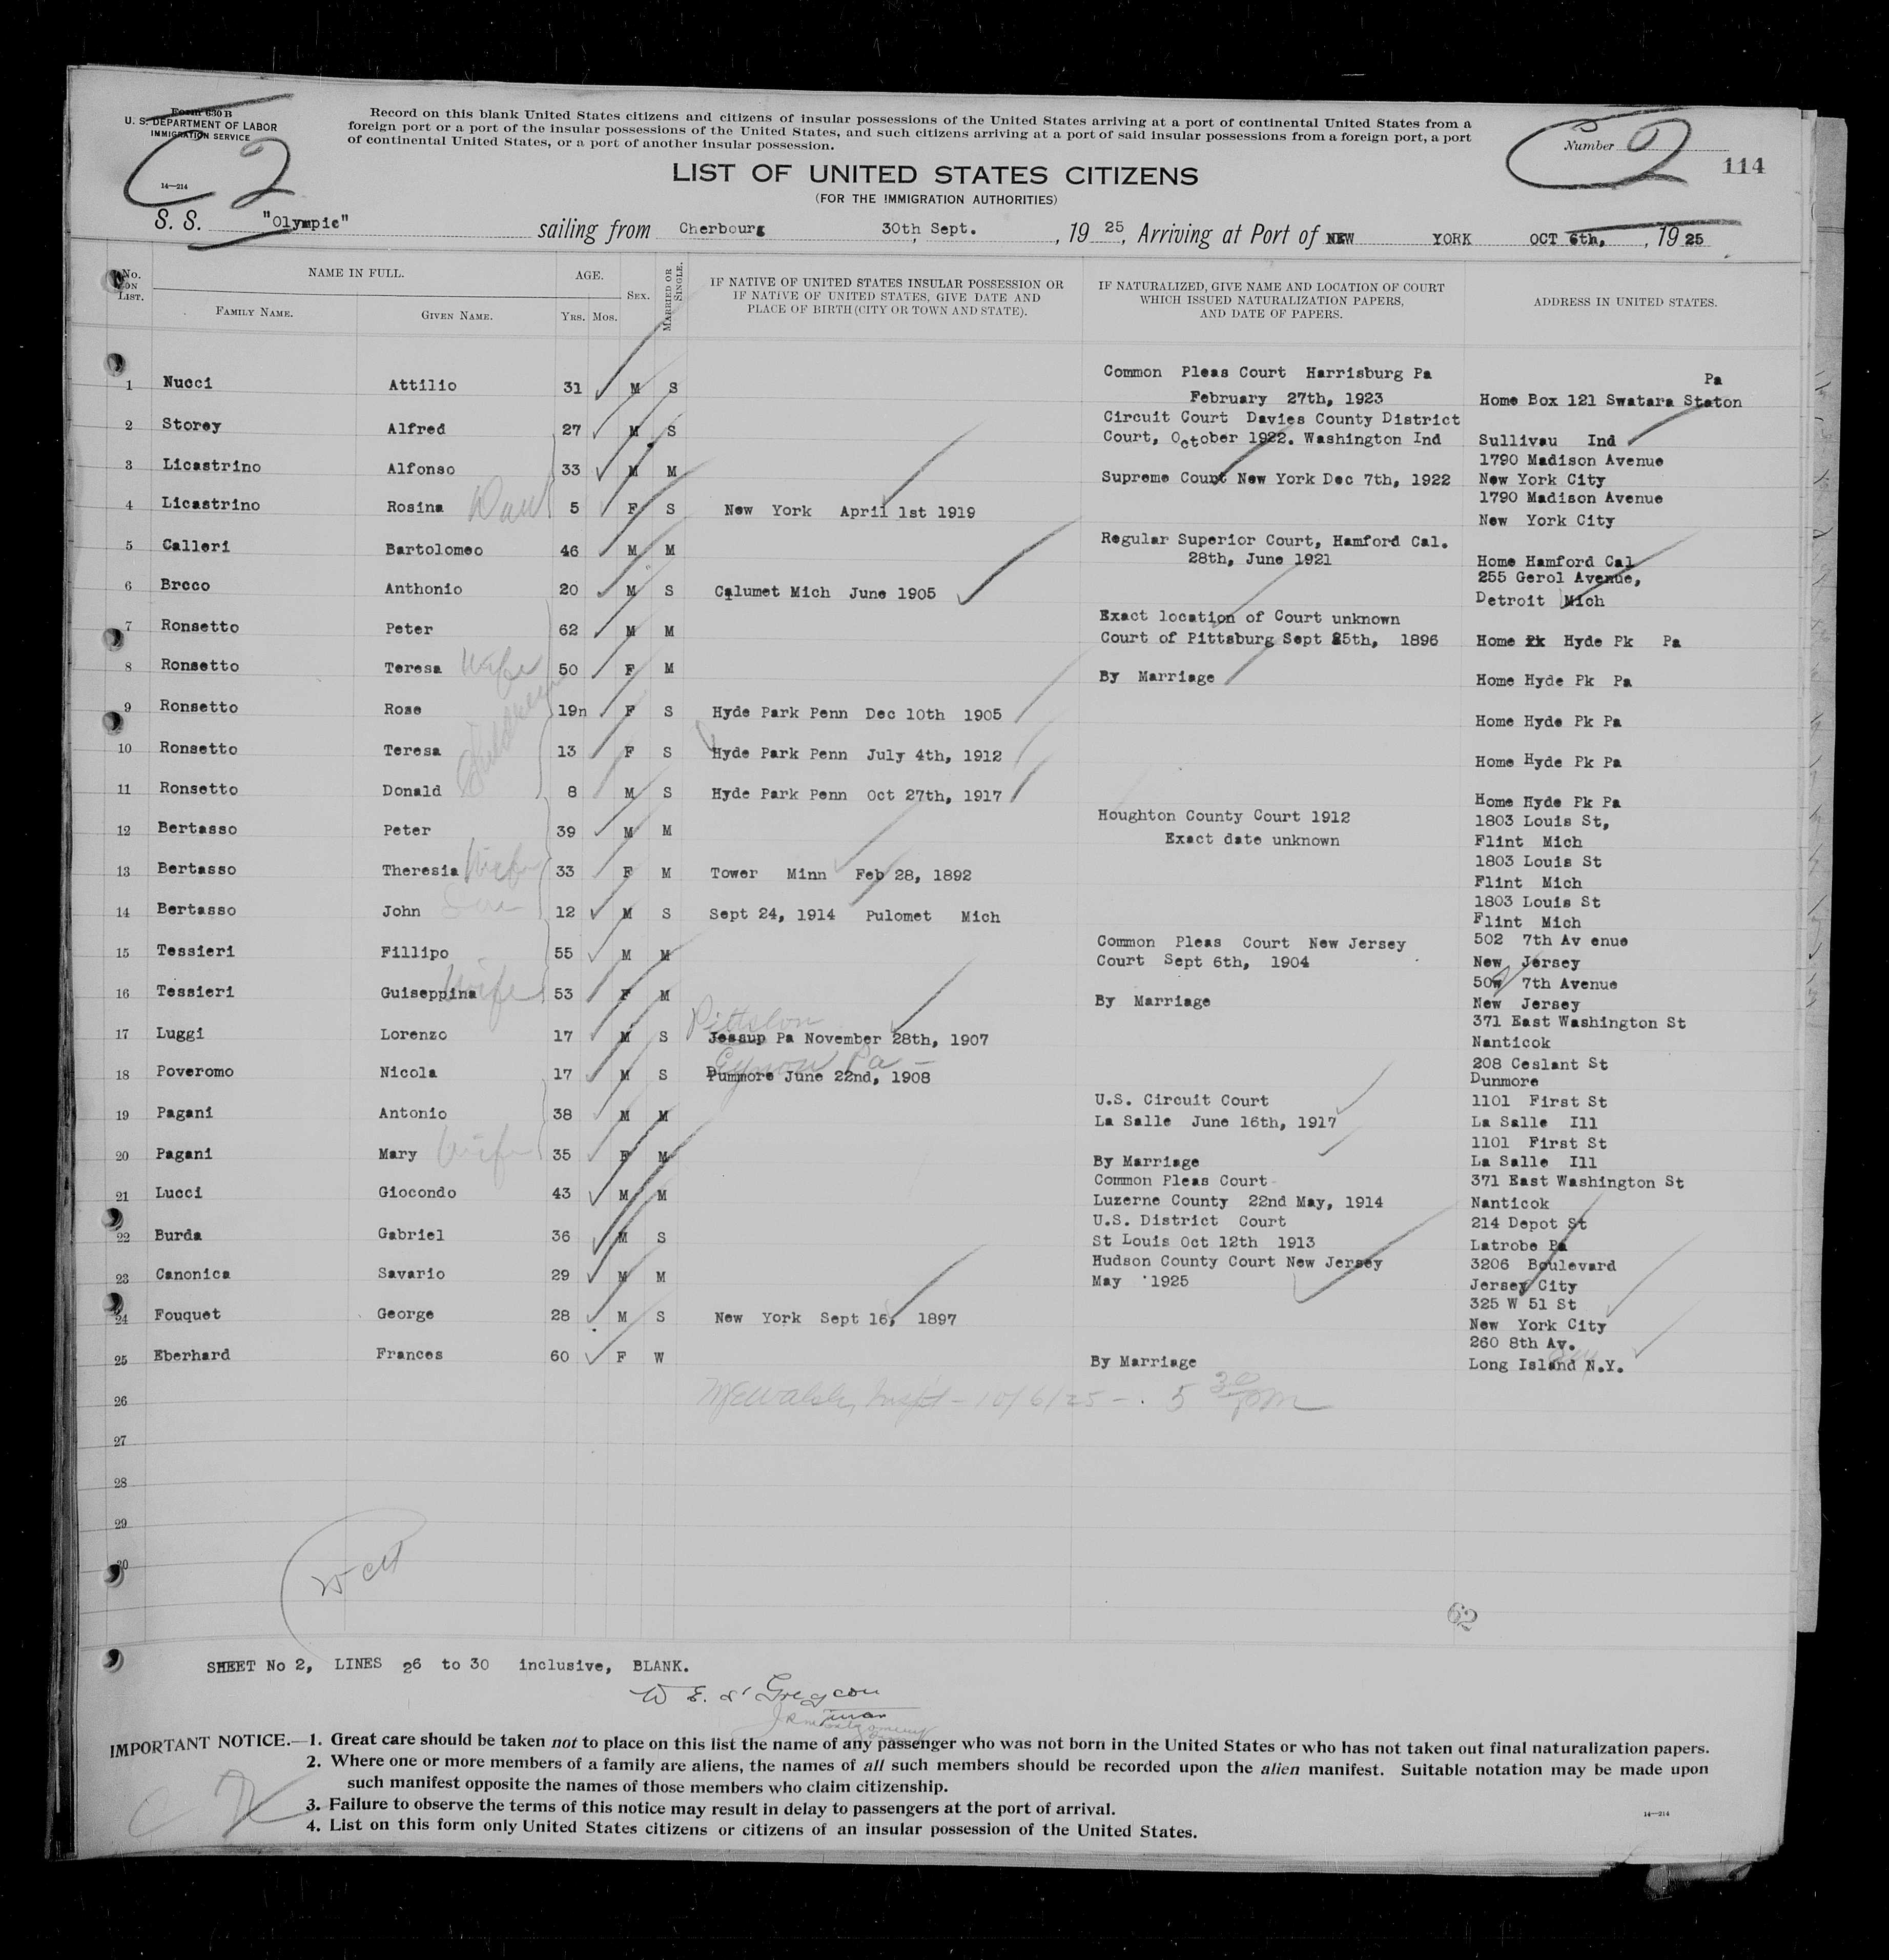 Form 630 B
U. S. DEPARTMENT OF LABOR
IMMIGRATION SERVICE
14—214
C 2
Record on this blank United States citizens and citizens of insular possessions of the United States arriving at a port of continental United States from a
foreign port or a port of the insular possessions of the United States, and such citizens arriving at a port of said insular possessions from a foreign port, a port
of continental United States, or a port of another insular possession.
Number 2
114
LIST OF UNITED STATES CITIZENS
(FOR THE IMMIGRATION AUTHORITIES)
S. S. "Olympic" sailing from Cherbourg 30th Sept. , 19 25, Arriving at Port of NEW YORK OCT 6th, , 19 25
No. ON LIST. NAME IN FULL. AGE. SEX. MARRIED OR SINGLE. IF NATIVE OF UNITED STATES INSULAR POSSESSION OR IF NATIVE OF UNITED STATES, GIVE DATE AND PLACE OF BIRTH (CITY OR TOWN AND STATE). IF NATURALIZED, GIVE NAME AND LOCATION OF COURT WHICH ISSUED NATURALIZATION PAPERS, AND DATE OF PAPERS. ADDRESS IN UNITED STATES.
FAMILY NAME. GIVEN NAME. YRS. MOS.
1 Nucci Attilio 31 M S Common Pleas Court Harrisburg Pa February 27th, 1923 Home Box 121 Swatara Staton Pa
2 Storey Alfred 27 M S Circuit Court Davies County District Court, October 1922. Washington Ind Sullivau Ind
3 Licastrino Alfonso 33 M M Supreme Court New York Dec 7th, 1922 1790 Madison Avenue New York City
4 Licastrino Rosina 5 F S New York April 1st 1919 1790 Madison Avenue New York City
5 Calleri Bartolomeo 46 M M Regular Superior Court, Hamford Cal. 28th, June 1921 Home Hamford Cal
6 Brcco Anthonio 20 M S Calumet Mich June 1905 255 Gerol Avenue, Detroit Mich
7 Ronsetto Peter 62 M M Exact location of Court unknown Court of Pittsburg Sept 25th, 1896 Home Hyde Pk Pa
8 Ronsetto Teresa Wife 50 F M By Marriage Home Hyde Pk Pa
9 Ronsetto Rose 19n F S Hyde Park Penn Dec 10th 1905 Home Hyde Pk Pa
Children
10 Ronsetto Teresa 13 F S Hyde Park Penn July 4th, 1912 Home Hyde Pk Pa
11 Ronsetto Donald 8 M S Hyde Park Penn Oct 27th, 1917 Home Hyde Pk Pa
12 Bertasso Peter 39 M M Houghton County Court 1912 Exact date unknown 1803 Louis St, Flint Mich
13 Bertasso Theresia Wife 33 F M Tower Minn Feb 28, 1892 1803 Louis St Flint Mich
14 Bertasso John Son 12 M S Sept 24, 1914 Pulomet Mich 1803 Louis St Flint Mich
15 Tessieri Fillipo 55 M M Common Pleas Court New Jersey Court Sept 6th, 1904 502 7th Av enue New Jersey
16 Tessieri Guiseppina Wife 53 F M By Marriage 502 7th Avenue New Jersey
Pittston
17 Luggi Lorenzo 17 M S Jessup Pa November 28th, 1907 371 East Washington St Nanticok
Pa
18 Poveromo Nicola 17 M S Dummore June 22nd, 1908 208 Ceslant St Dunmore
19 Pagani Antonio 38 M M U.S. Circuit Court La Salle June 16th, 1917 1101 First St La Salle Ill
20 Pagani Mary Wife 35 F M By Marriage 1101 First St La Salle Ill
21 Lucci Giocondo 43 M M Common Pleas Court Luzerne County 22nd May, 1914 371 East Washington St Nanticok
22 Burda Gabriel 36 M S U.S. District Court St Louis Oct 12th 1913 214 Depot St Latrobe Pa
23 Canonica Savario 29 M M Hudson County Court New Jersey May 1925 3206 Boulevard Jersey City
24 Fouquet George 28 M S New York Sept 16, 1897 325 W 51 St New York City
25 Eberhard Frances 60 F W By Marriage 260 8th Av. Long Island N.Y.
26 10/6/25 - 5 30 pm
27
28
29
30
62
SHEET No 2, LINES 26 to 30 inclusive, BLANK.
IMPORTANT NOTICE.—1. Great care should be taken not to place on this list the name of any passenger who was not born in the United States or who has not taken out final naturalization papers.
2. Where one or more members of a family are aliens, the names of all such members should be recorded upon the alien manifest. Suitable notation may be made upon
such manifest opposite the names of those members who claim citizenship.
3. Failure to observe the terms of this notice may result in delay to passengers at the port of arrival.
4. List on this form only United States citizens or citizens of an insular possession of the United States.
14—214